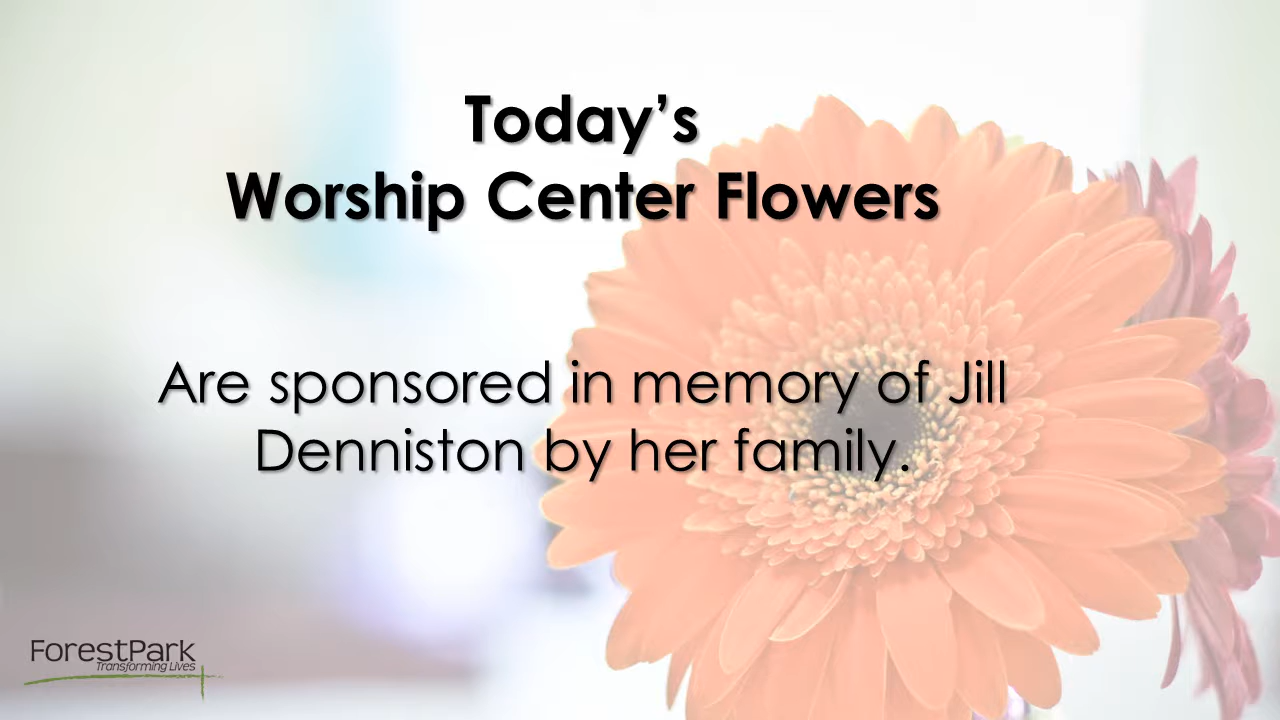 Today’s
Worship Center Flowers
Are sponsored in memory of Jill
Denniston by her family.
ForestPark
Transforming Lives